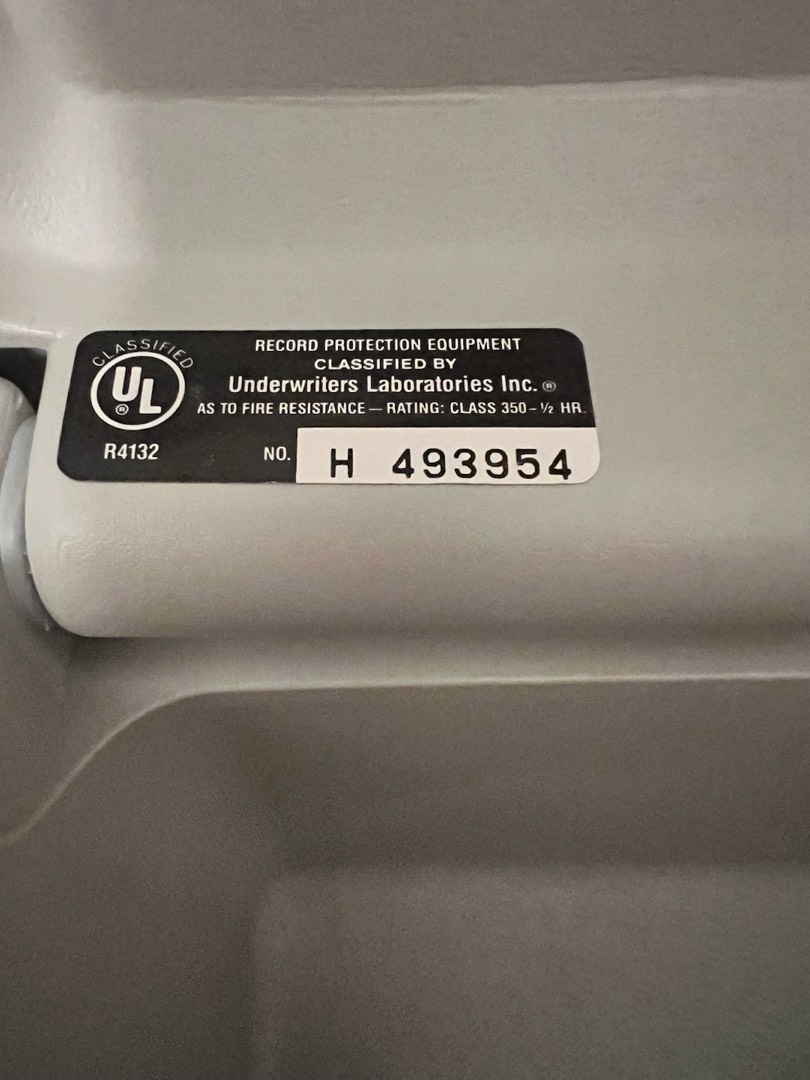 CLASSIFIED
UL
®
R4132
RECORD PROTECTION EQUIPMENT
CLASSIFIED BY
Underwriters Laboratories Inc. ®
AS TO FIRE RESISTANCE — RATING: CLASS 350 - ½ HR.
NO. H 493954